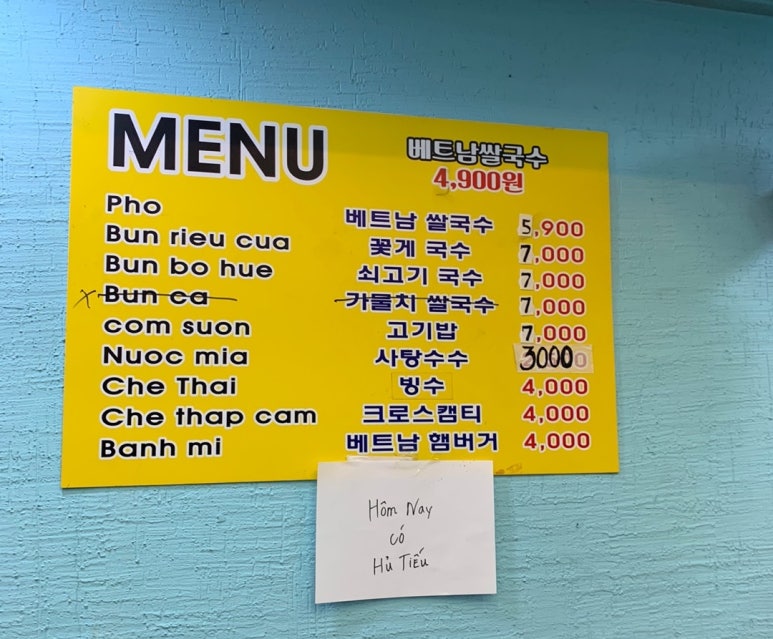 MENU
베트남쌀국수
4,900원
Pho 베트남 쌀국수 5,900
Bun rieu cua 꽃게 국수 7,000
Bun bo hue 쇠고기 국수 7,000
x Bun ca 가물치 쌀국수 7,000
com suon 고기밥 7,000
Nuoc mia 사탕수수 3000
Che Thai 빙수 4,000
Che thap cam 크로스캠티 4,000
Banh mi 베트남 햄버거 4,000
Hôm Nay
có
Hủ Tiếu